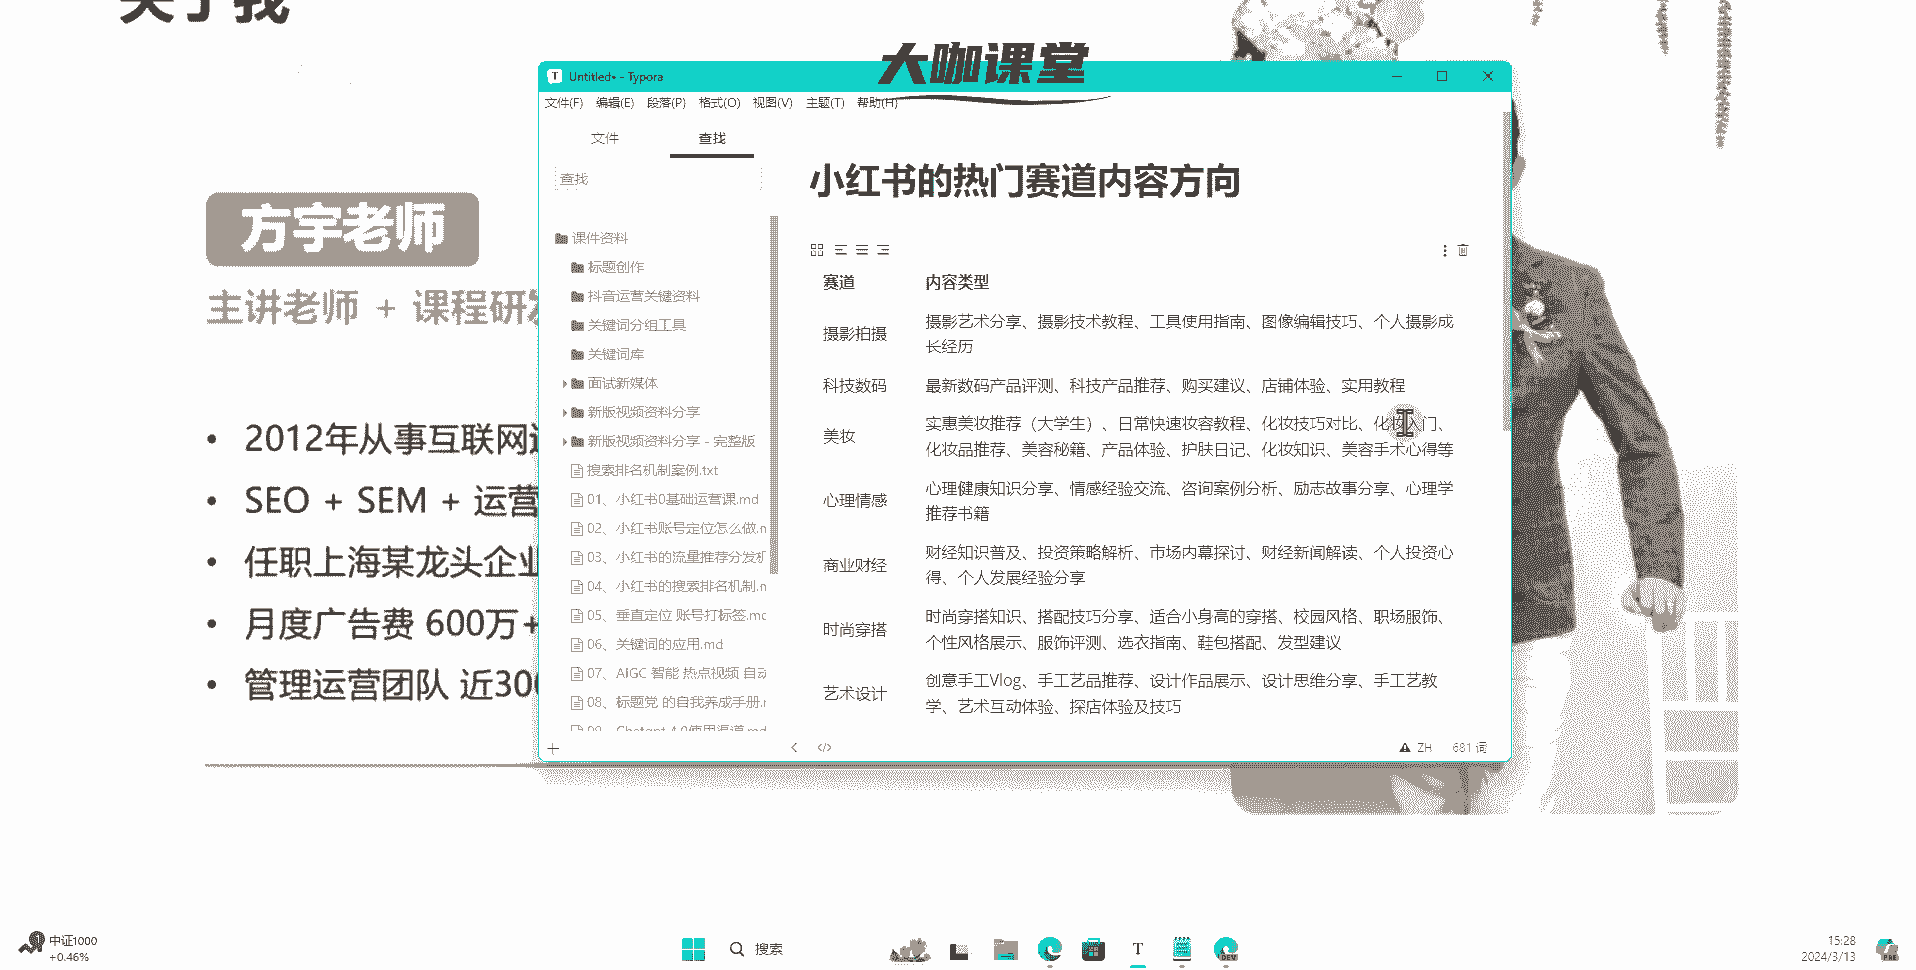 关于我
大咖课堂
方宇老师
主讲老师 + 课程研发
2012年从事互联网
SEO + SEM + 运营
任职上海某龙头企业
月度广告费 600万+
管理运营团队 近300
Untitled• - Typora
文件(F) 编辑(E) 段落(P) 格式(O) 视图(V) 主题(T) 帮助(H)
文件 查找
查找
课件资料
标题创作
抖音运营关键资料
关键词分组工具
关键词库
面试新媒体
新版视频资料分享
新版视频资料分享 - 完整版
搜索排名机制案例.txt
01、小红书0基础运营课.md
02、小红书账号定位怎么做.m
03、小红书的流量推荐分发机
04、小红书的搜索排名机制.m
05、垂直定位 账号打标签.mc
06、关键词的应用.md
07、AIGC 智能 热点视频 自动
08、标题党 的自我养成手册.r
09、Chatgpt 4.0使用渠道.md
小红书的热门赛道内容方向
赛道 内容类型
摄影拍摄 摄影艺术分享、摄影技术教程、工具使用指南、图像编辑技巧、个人摄影成
长经历
科技数码 最新数码产品评测、科技产品推荐、购买建议、店铺体验、实用教程
美妆 实惠美妆推荐（大学生）、日常快速妆容教程、化妆技巧对比、化妆入门、
化妆品推荐、美容秘籍、产品体验、护肤日记、化妆知识、美容手术心得等
心理情感 心理健康知识分享、情感经验交流、咨询案例分析、励志故事分享、心理学
推荐书籍
商业财经 财经知识普及、投资策略解析、市场内幕探讨、财经新闻解读、个人投资心
得、个人发展经验分享
时尚穿搭 时尚穿搭知识、搭配技巧分享、适合小身高的穿搭、校园风格、职场服饰、
个性风格展示、服饰评测、选衣指南、鞋包搭配、发型建议
艺术设计 创意手工Vlog、手工艺品推荐、设计作品展示、设计思维分享、手工艺教
学、艺术互动体验、探店体验及技巧
ZH 681 词
中证1000
+0.46%
搜索
T
DEV
15:28
2024/3/13
PRE